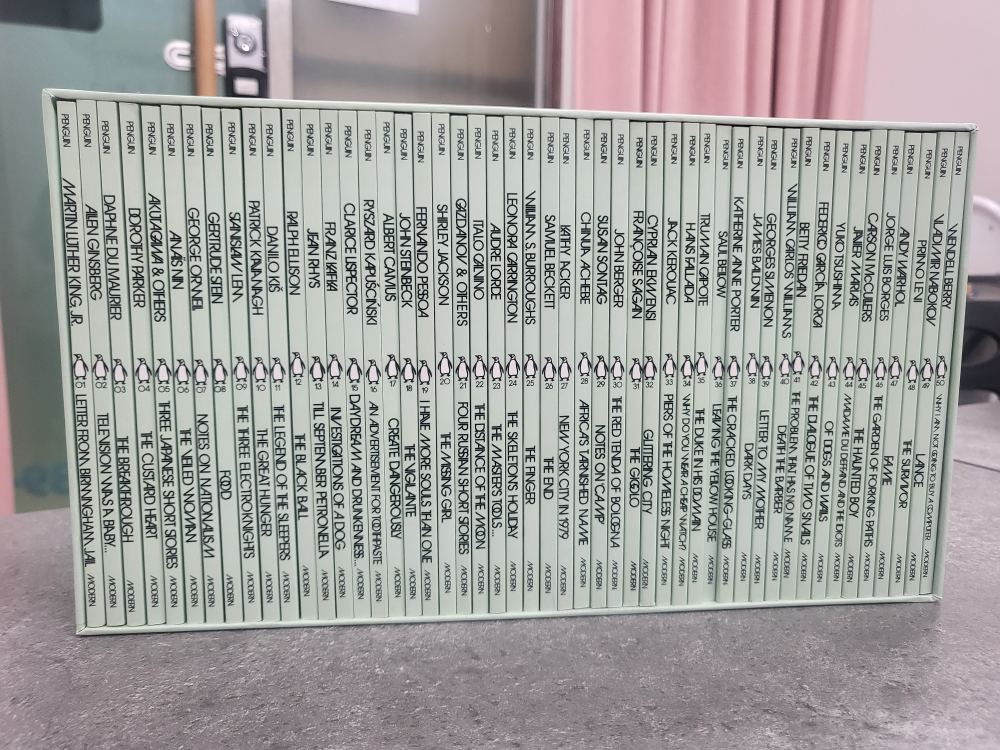 PENGUIN MARTIN LUTHER KING, JR. 01 LETTER FROM BIRMINGHAM JAIL MODERN
PENGUIN ALLEN GINSBERG 02 TELEVISION WAS A BABY... MODERN
PENGUIN DAPHNE DU MAURIER 03 THE BREAKTHROUGH MODERN
PENGUIN DOROTHY PARKER 04 THE CUSTARD HEART MODERN
PENGUIN AKUTAGAWA & OTHERS 05 THREE JAPANESE SHORT STORIES MODERN
PENGUIN ANAÏS NIN 06 THE VEILED WOMAN MODERN
PENGUIN GEORGE ORWELL 07 NOTES ON NATIONALISM MODERN
PENGUIN GERTRUDE STEIN 08 FOOD MODERN
PENGUIN STANISŁAW LEM 09 THE THREE ELECTROKNIGHTS MODERN
PENGUIN PATRICK KAVANAGH 10 THE GREAT HUNGER MODERN
PENGUIN DANILO KIŠ 11 THE LEGEND OF THE SLEEPERS MODERN
PENGUIN RALPH ELLISON 12 THE BLACK BALL MODERN
PENGUIN JEAN RHYS 13 TILL SEPTEMBER PETRONELLA MODERN
PENGUIN FRANZ KAFKA 14 INVESTIGATIONS OF A DOG MODERN
PENGUIN CLARICE LISPECTOR 15 DAYDREAM AND DRUNKENNESS... MODERN
PENGUIN RYSZARD KAPUŚCIŃSKI 16 AN ADVERTISEMENT FOR TOOTHPASTE MODERN
PENGUIN ALBERT CAMUS 17 CREATE DANGEROUSLY MODERN
PENGUIN JOHN STEINBECK 18 THE VIGILANTE MODERN
PENGUIN FERNANDO PESSOA 19 I HAVE MORE SOULS THAN ONE MODERN
PENGUIN SHIRLEY JACKSON 20 THE MISSING GIRL MODERN
PENGUIN GAZDANOV & OTHERS 21 FOUR RUSSIAN SHORT STORIES MODERN
PENGUIN ITALO CALVINO 22 THE DISTANCE OF THE MOON MODERN
PENGUIN AUDRE LORDE 23 THE MASTER'S TOOLS... MODERN
PENGUIN LEONORA CARRINGTON 24 THE SKELETON'S HOLIDAY MODERN
PENGUIN WILLIAM S. BURROUGHS 25 THE FINGER MODERN
PENGUIN SAMUEL BECKETT 26 THE END MODERN
PENGUIN KATHY ACKER 27 NEW YORK CITY IN 1979 MODERN
PENGUIN CHINUA ACHEBE 28 AFRICA'S TARNISHED NAME MODERN
PENGUIN SUSAN SONTAG 29 NOTES ON CAMP MODERN
PENGUIN JOHN BERGER 30 THE RED TENDA OF BOLOGNA MODERN
PENGUIN FRANÇOISE SAGAN 31 THE GIGOLO MODERN
PENGUIN CYPRIAN EKWENSI 32 GLITTERING CITY MODERN
PENGUIN JACK KEROUAC 33 PIERS OF THE HOMELESS NIGHT MODERN
PENGUIN HANS FALLADA 34 WHY DO YOU WEAR A CHEAP WATCH? MODERN
PENGUIN TRUMAN CAPOTE 35 THE DUKE IN HIS DOMAIN MODERN
PENGUIN SAUL BELLOW 36 LEAVING THE YELLOW HOUSE MODERN
PENGUIN KATHERINE ANNE PORTER 37 THE CRACKED LOOKING-GLASS MODERN
PENGUIN JAMES BALDWIN 38 DARK DAYS MODERN
PENGUIN GEORGES SIMENON 39 LETTER TO MY MOTHER MODERN
PENGUIN WILLIAM CARLOS WILLIAMS 40 DEATH THE BARBER MODERN
PENGUIN BETTY FRIEDAN 41 THE PROBLEM THAT HAS NO NAME MODERN
PENGUIN FEDERICO GARCÍA LORCA 42 THE DIALOGUE OF TWO SNAILS MODERN
PENGUIN YUKO TSUSHIMA 43 OF DOGS AND WALLS MODERN
PENGUIN JAVIER MARÍAS 44 MADAME DU DEFFAND AND THE IDIOTS MODERN
PENGUIN CARSON McCULLERS 45 THE HAUNTED BOY MODERN
PENGUIN JORGE LUIS BORGES 46 THE GARDEN OF FORKING PATHS MODERN
PENGUIN ANDY WARHOL 47 FAME MODERN
PENGUIN PRIMO LEVI 48 THE SURVIVOR MODERN
PENGUIN VLADIMIR NABOKOV 49 LANCE MODERN
PENGUIN WENDELL BERRY 50 WHY I AM NOT GOING TO BUY A COMPUTER MODERN